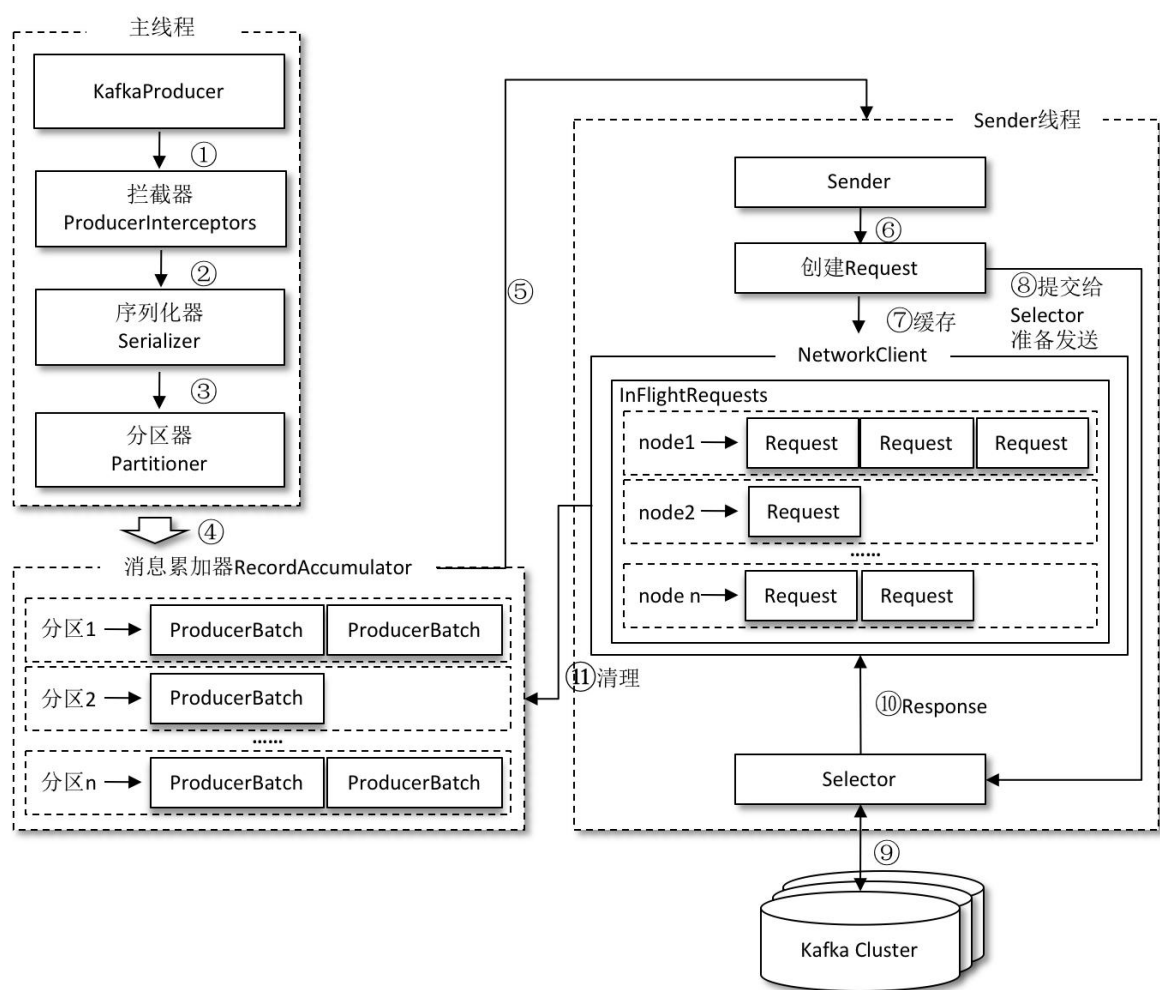 主线程
KafkaProducer
①
拦截器
ProducerInterceptors
②
序列化器
Serializer
③
分区器
Partitioner
④
消息累加器RecordAccumulator
分区1
ProducerBatch
ProducerBatch
分区2
ProducerBatch
......
分区n
ProducerBatch
ProducerBatch
⑤
Sender线程
Sender
⑥
创建Request
⑦缓存
⑧提交给
Selector
准备发送
NetworkClient
InFlightRequests
node1
Request
Request
Request
node2
Request
......
node n
Request
Request
⑪清理
⑩Response
Selector
⑨
Kafka Cluster